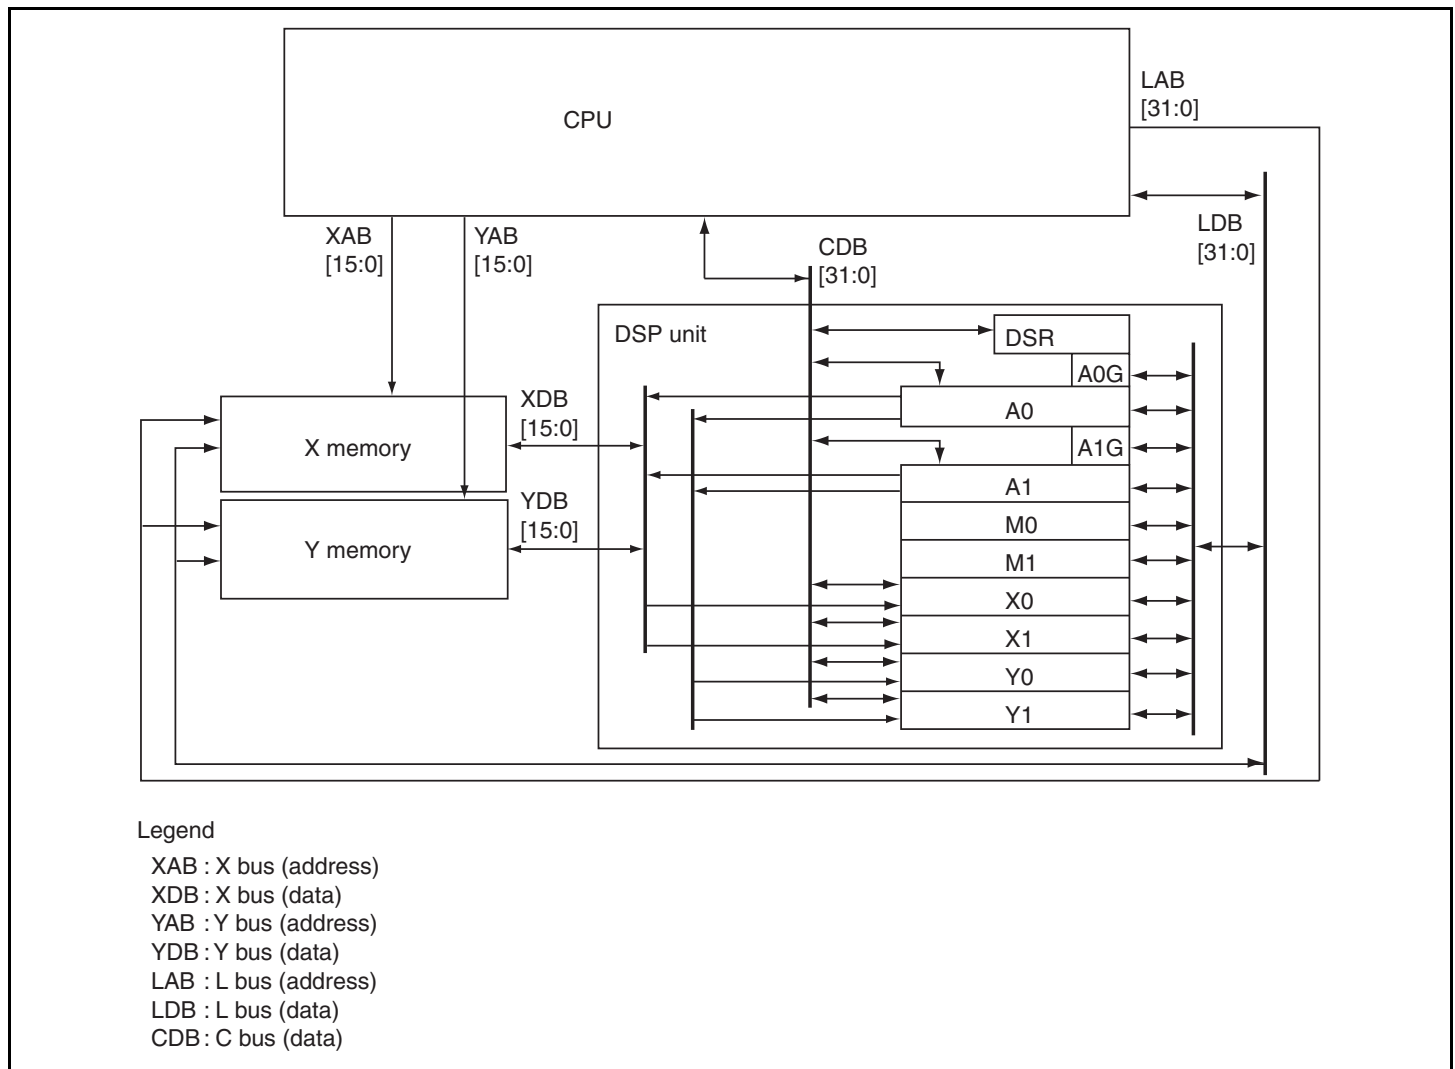 CPU
LAB
[31:0]
XAB
[15:0]
YAB
[15:0]
CDB
[31:0]
LDB
[31:0]
DSP unit
DSR
A0G
A0
A1G
A1
M0
M1
X0
X1
Y0
Y1
X memory
XDB
[15:0]
Y memory
YDB
[15:0]
Legend
XAB : X bus (address)
XDB : X bus (data)
YAB : Y bus (address)
YDB : Y bus (data)
LAB : L bus (address)
LDB : L bus (data)
CDB : C bus (data)